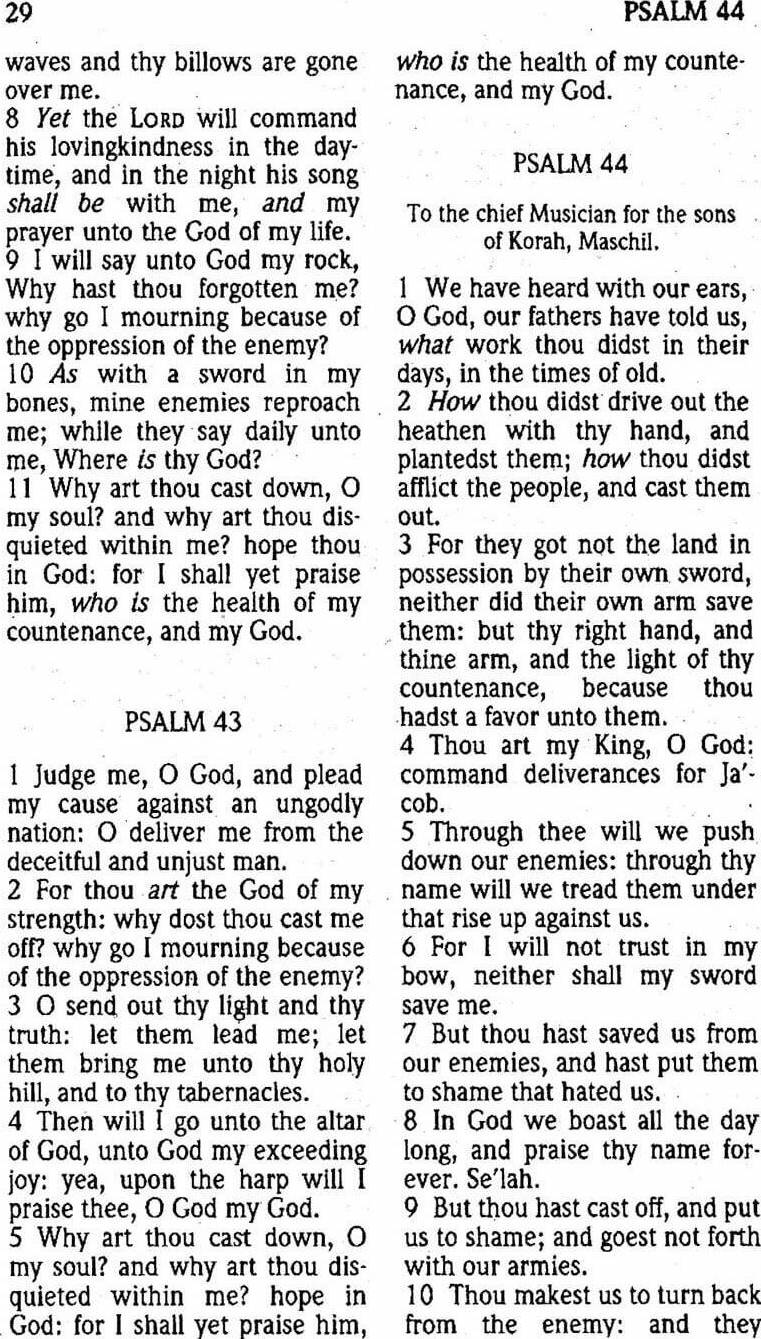 29
PSALM 44
waves and thy billows are gone
over me.
8 Yet the LORD will command
his lovingkindness in the day-
time, and in the night his song
shall be with me, and my
prayer unto the God of my life.
9 I will say unto God my rock,
Why hast thou forgotten me?
why go I mourning because of
the oppression of the enemy?
10 As with a sword in my
bones, mine enemies reproach
me; while they say daily unto
me, Where is thy God?
11 Why art thou cast down, O
my soul? and why art thou dis-
quieted within me? hope thou
in God: for I shall yet praise
him, who is the health of my
countenance, and my God.
PSALM 43
1 Judge me, O God, and plead
my cause against an ungodly
nation: O deliver me from the
deceitful and unjust man.
2 For thou art the God of my
strength: why dost thou cast me
off? why go I mourning because
of the oppression of the enemy?
3 O send out thy light and thy
truth: let them lead me; let
them bring me unto thy holy
hill, and to thy tabernacles.
4 Then will I go unto the altar
of God, unto God my exceeding
joy: yea, upon the harp will I
praise thee, O God my God.
5 Why art thou cast down, O
my soul? and why art thou dis-
quieted within me? hope in
God: for I shall yet praise him,
who is the health of my counte-
nance, and my God.
PSALM 44
To the chief Musician for the sons
of Korah, Maschil.
1 We have heard with our ears,
O God, our fathers have told us,
what work thou didst in their
days, in the times of old.
2 How thou didst drive out the
heathen with thy hand, and
plantedst them; how thou didst
afflict the people, and cast them
out.
3 For they got not the land in
possession by their own sword,
neither did their own arm save
them: but thy right hand, and
thine arm, and the light of thy
countenance, because thou
hadst a favor unto them.
4 Thou art my King, O God:
command deliverances for Ja'-
cob.
5 Through thee will we push
down our enemies: through thy
name will we tread them under
that rise up against us.
6 For I will not trust in my
bow, neither shall my sword
save me.
7 But thou hast saved us from
our enemies, and hast put them
to shame that hated us.
8 In God we boast all the day
long, and praise thy name for-
ever. Se'lah.
9 But thou hast cast off, and put
us to shame; and goest not forth
with our armies.
10 Thou makest us to turn back
from the enemy: and they